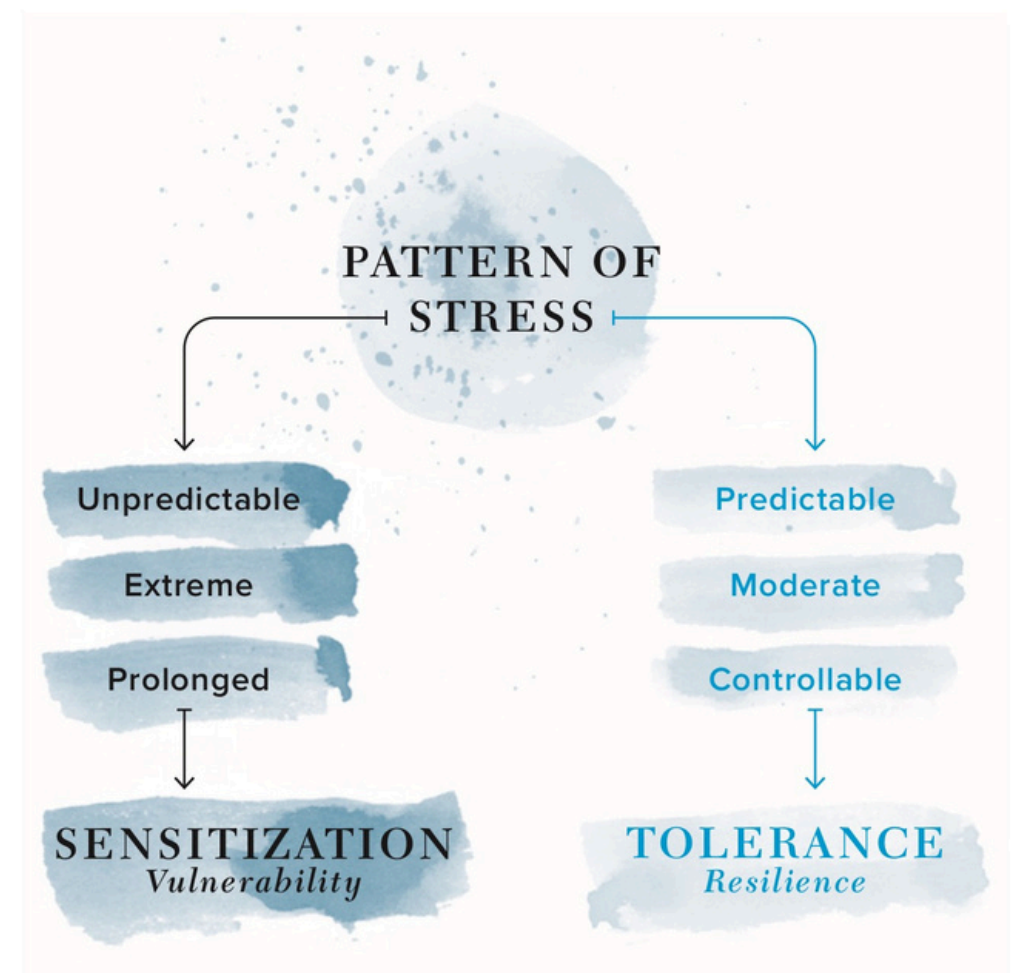 PATTERN OF
STRESS
Unpredictable
Extreme
Prolonged
SENSITIZATION
Vulnerability
Predictable
Moderate
Controllable
TOLERANCE
Resilience